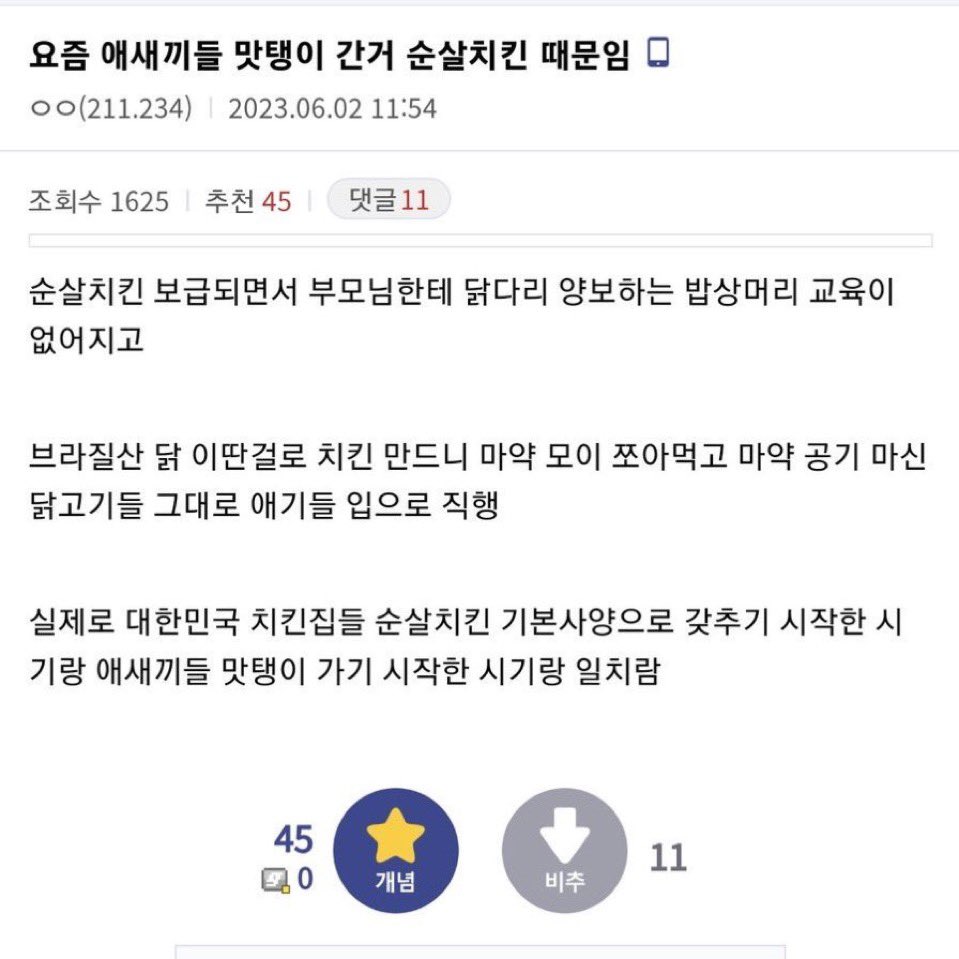 요즘 애새끼들 맛탱이 간거 순살치킨 때문임
ㅇㅇ(211.234) | 2023.06.02 11:54
조회수 1625 | 추천 45 | 댓글 11
순살치킨 보급되면서 부모님한테 닭다리 양보하는 밥상머리 교육이
없어지고
브라질산 닭 이딴걸로 치킨 만드니 마약 모이 쪼아먹고 마약 공기 마신
닭고기들 그대로 애기들 입으로 직행
실제로 대한민국 치킨집들 순살치킨 기본사양으로 갖추기 시작한 시
기랑 애새끼들 맛탱이 가기 시작한 시기랑 일치람
45
0
개념
비추
11